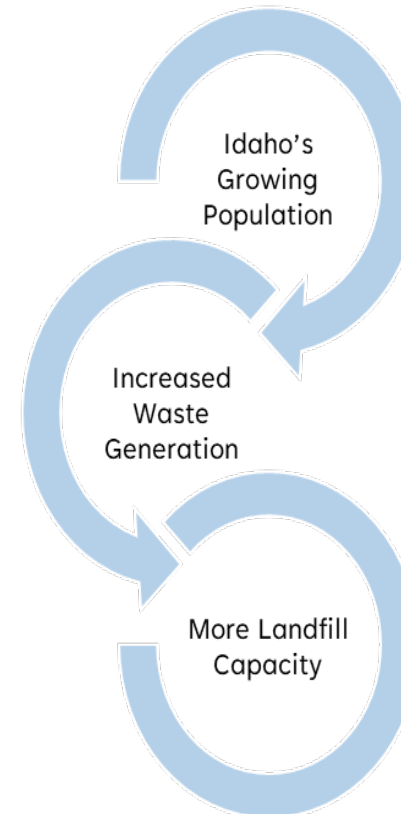 Idaho’s
Growing
Population
Increased
Waste
Generation
More Landfill
Capacity